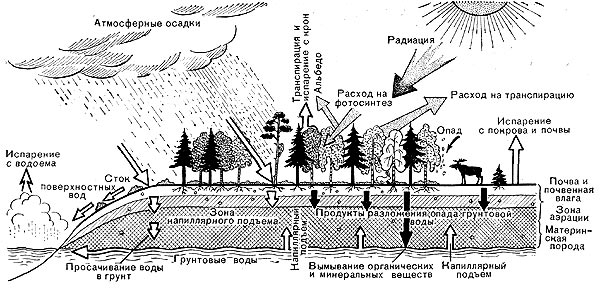 Атмосферные осадки
Транспирация и
испарение с крон
Альбедо
Радиация
Расход на
фотосинтез
Расход на транспирацию
Испарение
с покрова и почвы
Опад
Испарение
с водоема
Сток
поверхностных
вод
Почва и
почвенная
влага
Зона
аэрации
Материн-
ская
порода
Зона
капиллярного подъема
Продукты разложения опада грунтовой
воды
Капиллярный
подъем
Просачивание воды
в грунт
Грунтовые воды
Вымывание органических
и минеральных веществ
Капиллярный
подъем